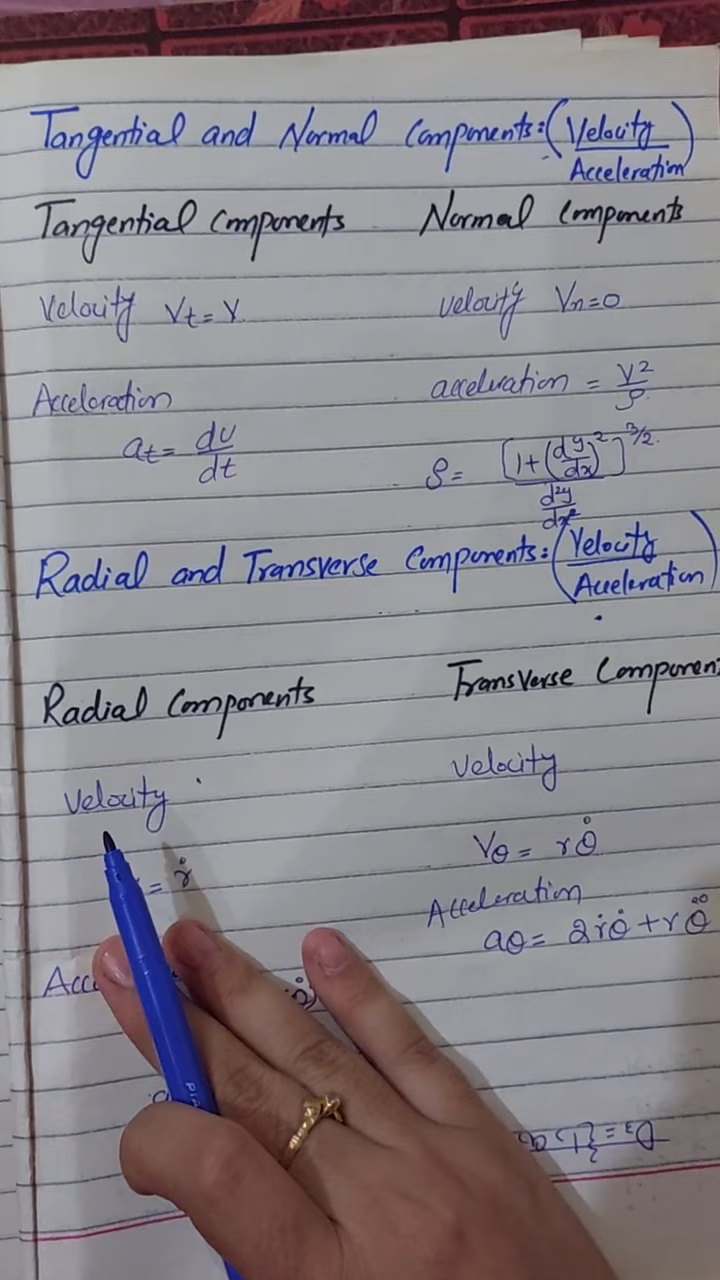 Tangential and Normal Components: (Velocity/Acceleration)
Tangential Components Normal Components
Velocity Vt = V velocity Vn = 0
Acceleration acceleration = V²/ρ
at = dv/dt ρ = [1+(dy/dx)²]^3/2 / d²y/dx²
Radial and Transverse Components: (Velocity/Acceleration)
Radial Components Transverse Componen
Velocity Velocity
= ṙ Vθ = rθ̇
Acceleration
aθ = 2ṙθ̇ + rθ̈
Acc